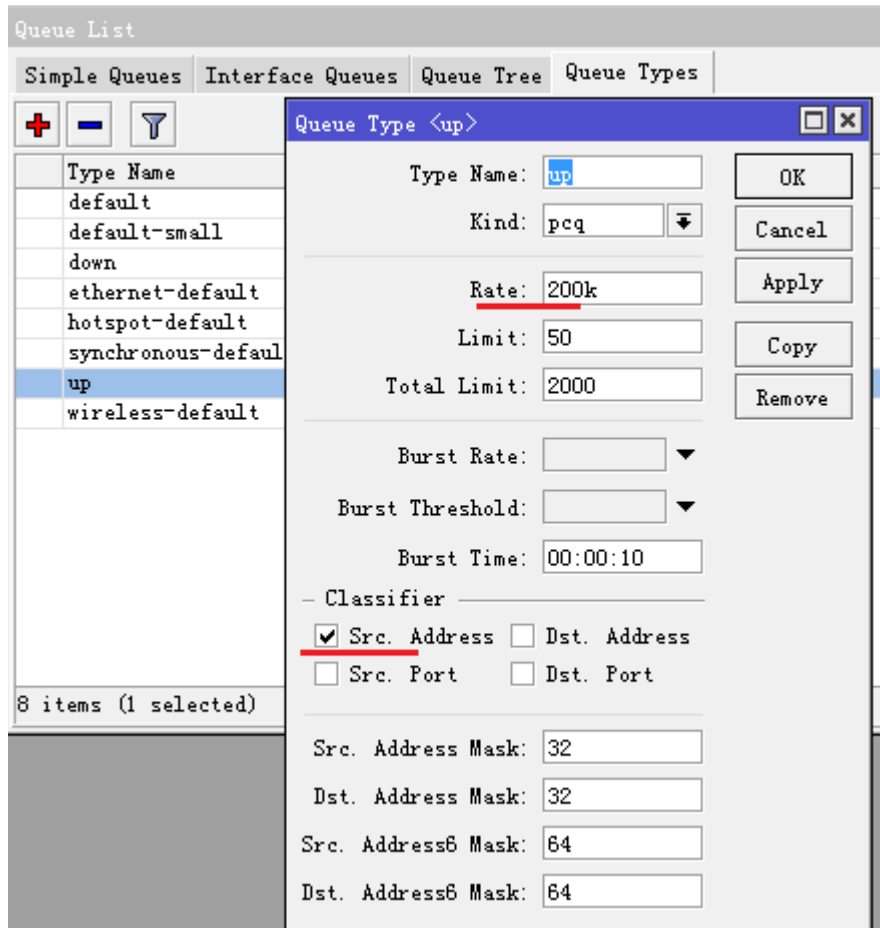 Queue List
Simple Queues Interface Queues Queue Tree Queue Types
Queue Type <up>
Type Name
default
default-small
down
ethernet-default
hotspot-default
synchronous-defaul
up
wireless-default
8 items (1 selected)
Type Name: up
Kind: pcq
Rate: 200k
Limit: 50
Total Limit: 2000
Burst Rate:
Burst Threshold:
Burst Time: 00:00:10
Classifier
Src. Address Dst. Address
Src. Port Dst. Port
Src. Address Mask: 32
Dst. Address Mask: 32
Src. Address6 Mask: 64
Dst. Address6 Mask: 64
OK
Cancel
Apply
Copy
Remove